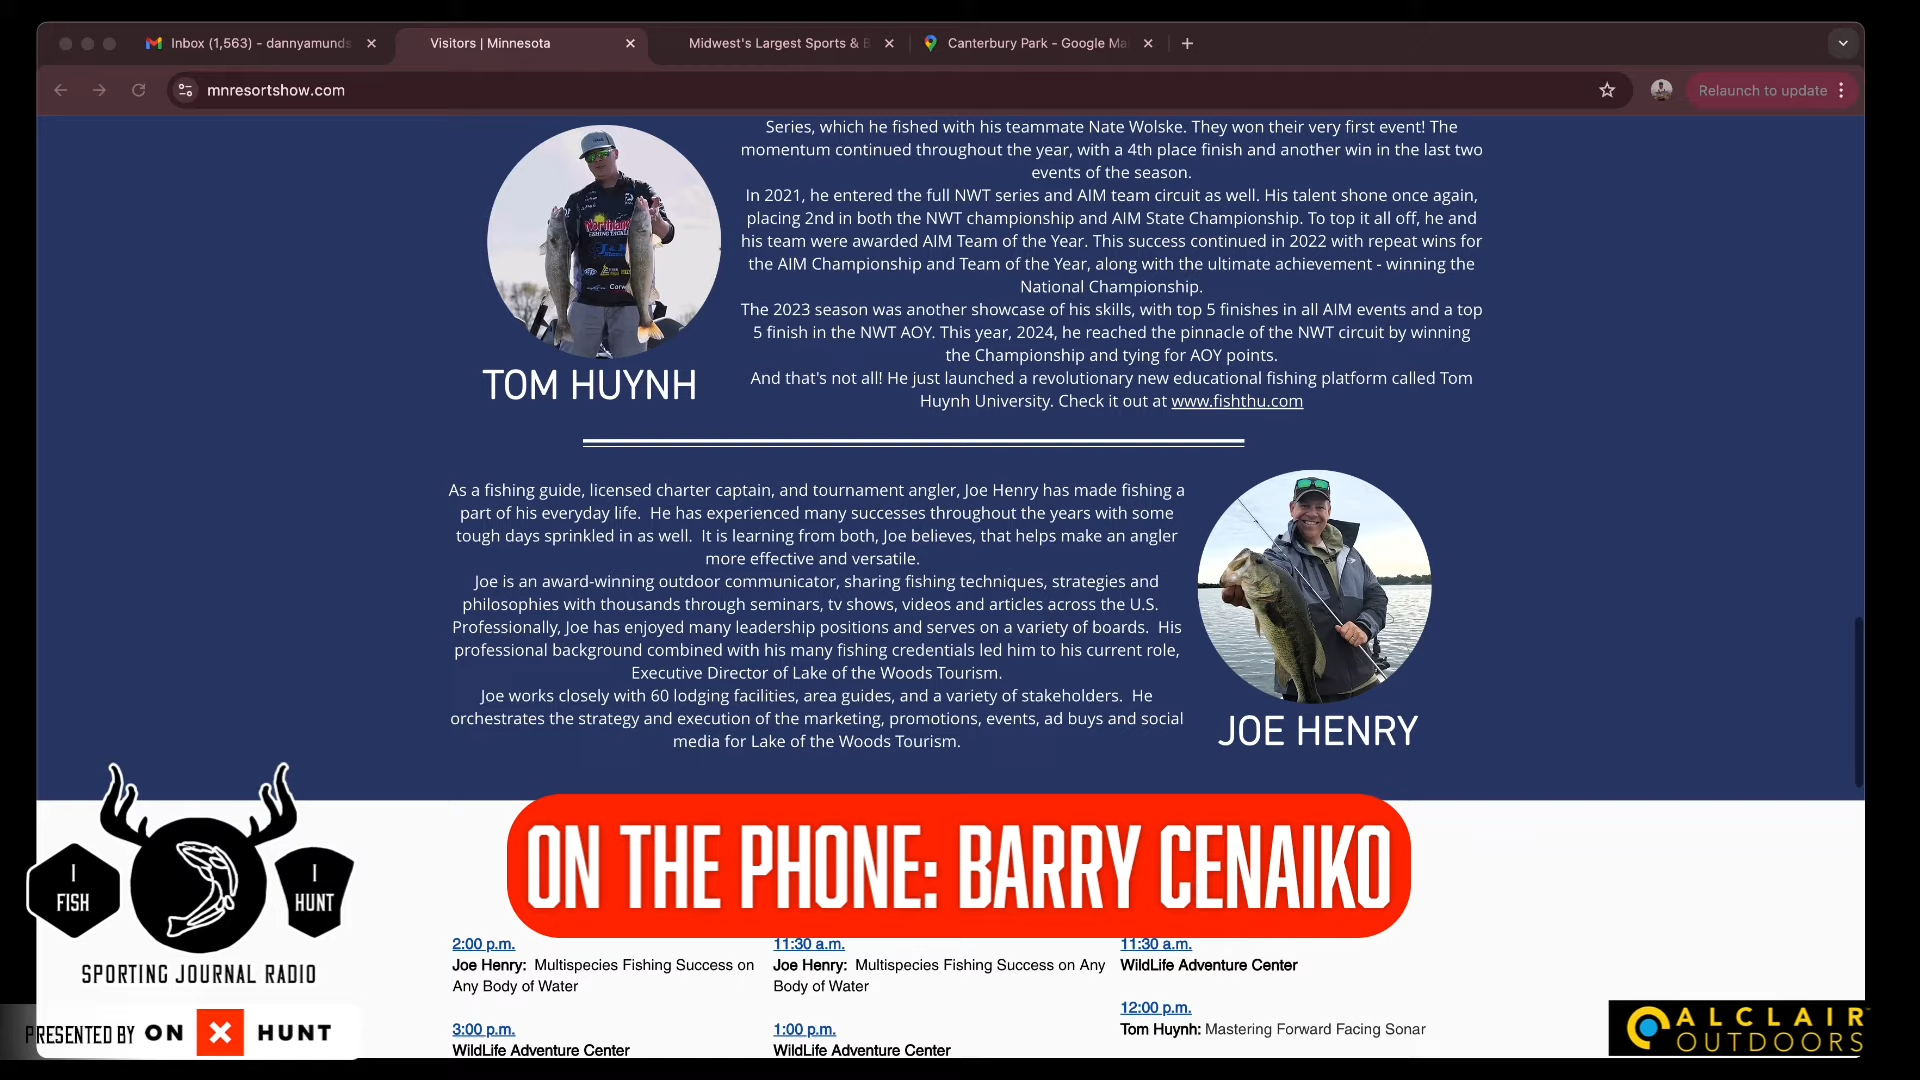 Inbox (1,563) - dannyamunds
Visitors | Minnesota
Midwest's Largest Sports & B
Canterbury Park - Google Ma
mnresortshow.com
Relaunch to update
Series, which he fished with his teammate Nate Wolske. They won their very first event! The
momentum continued throughout the year, with a 4th place finish and another win in the last two
events of the season.
In 2021, he entered the full NWT series and AIM team circuit as well. His talent shone once again,
placing 2nd in both the NWT championship and AIM State Championship. To top it all off, he and
his team were awarded AIM Team of the Year. This success continued in 2022 with repeat wins for
the AIM Championship and Team of the Year, along with the ultimate achievement - winning the
National Championship.
The 2023 season was another showcase of his skills, with top 5 finishes in all AIM events and a top
5 finish in the NWT AOY. This year, 2024, he reached the pinnacle of the NWT circuit by winning
the Championship and tying for AOY points.
And that's not all! He just launched a revolutionary new educational fishing platform called Tom
Huynh University. Check it out at www.fishthu.com
Northland
TOM HUYNH
As a fishing guide, licensed charter captain, and tournament angler, Joe Henry has made fishing a
part of his everyday life. He has experienced many successes throughout the years with some
tough days sprinkled in as well. It is learning from both, Joe believes, that helps make an angler
more effective and versatile.
Joe is an award-winning outdoor communicator, sharing fishing techniques, strategies and
philosophies with thousands through seminars, tv shows, videos and articles across the U.S.
Professionally, Joe has enjoyed many leadership positions and serves on a variety of boards. His
professional background combined with his many fishing credentials led him to his current role,
Executive Director of Lake of the Woods Tourism.
Joe works closely with 60 lodging facilities, area guides, and a variety of stakeholders. He
orchestrates the strategy and execution of the marketing, promotions, events, ad buys and social
media for Lake of the Woods Tourism.
JOE HENRY
ON THE PHONE: BARRY CENAIKO
I FISH
I HUNT
SPORTING JOURNAL RADIO
PRESENTED BY ON X HUNT
2:00 p.m.
Joe Henry: Multispecies Fishing Success on
Any Body of Water
3:00 p.m.
WildLife Adventure Center
11:30 a.m.
Joe Henry: Multispecies Fishing Success on Any
Body of Water
1:00 p.m.
WildLife Adventure Center
11:30 a.m.
WildLife Adventure Center
12:00 p.m.
Tom Huynh: Mastering Forward Facing Sonar
ALCLAIR
OUTDOORS